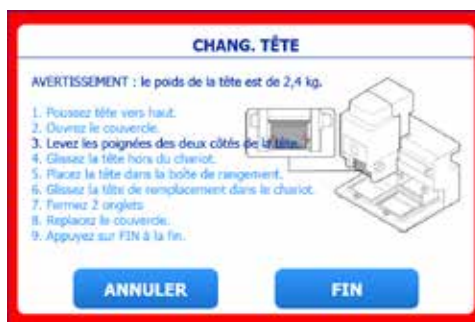 CHANG. TÊTE
AVERTISSEMENT : le poids de la tête est de 2,4 kg.
1. Poussez tête vers haut.
2. Ouvrez le couvercle.
3. Levez les poignées des deux côtés de la tête.
4. Glissez la tête hors du chariot.
5. Placez la tête dans la boîte de rangement.
6. Glissez la tête de remplacement dans le chariot.
7. Fermez 2 onglets
8. Replacez le couvercle.
9. Appuyez sur FIN à la fin.
ANNULER
FIN